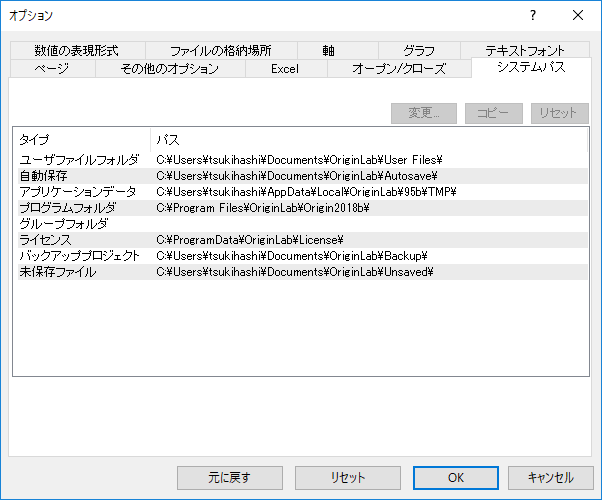 オプション
?
数値の表現形式 ファイルの格納場所 軸 グラフ テキストフォント
ページ その他のオプション Excel オープン/クローズ システムパス
変更... コピー リセット
タイプ パス
ユーザファイルフォルダ C:¥Users¥tsukihashi¥Documents¥OriginLab¥User Files¥
自動保存 C:¥Users¥tsukihashi¥Documents¥OriginLab¥Autosave¥
アプリケーションデータ C:¥Users¥tsukihashi¥AppData¥Local¥OriginLab¥95b¥TMP¥
プログラムフォルダ C:¥Program Files¥OriginLab¥Origin2018b¥
グループフォルダ
ライセンス C:¥ProgramData¥OriginLab¥License¥
バックアッププロジェクト C:¥Users¥tsukihashi¥Documents¥OriginLab¥Backup¥
未保存ファイル C:¥Users¥tsukihashi¥Documents¥OriginLab¥Unsaved¥
元に戻す リセット OK キャンセル